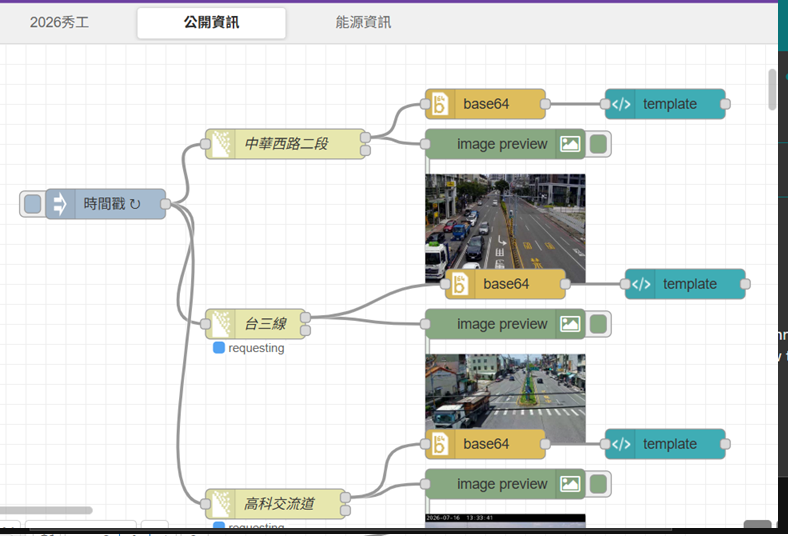 2026秀工
公開資訊
能源資訊
base64
template
中華西路二段
image preview
時間戳 ↻
base64
template
台三線
image preview
requesting
base64
template
image preview
高科交流道
requesting
2026-07-16 13:33:41